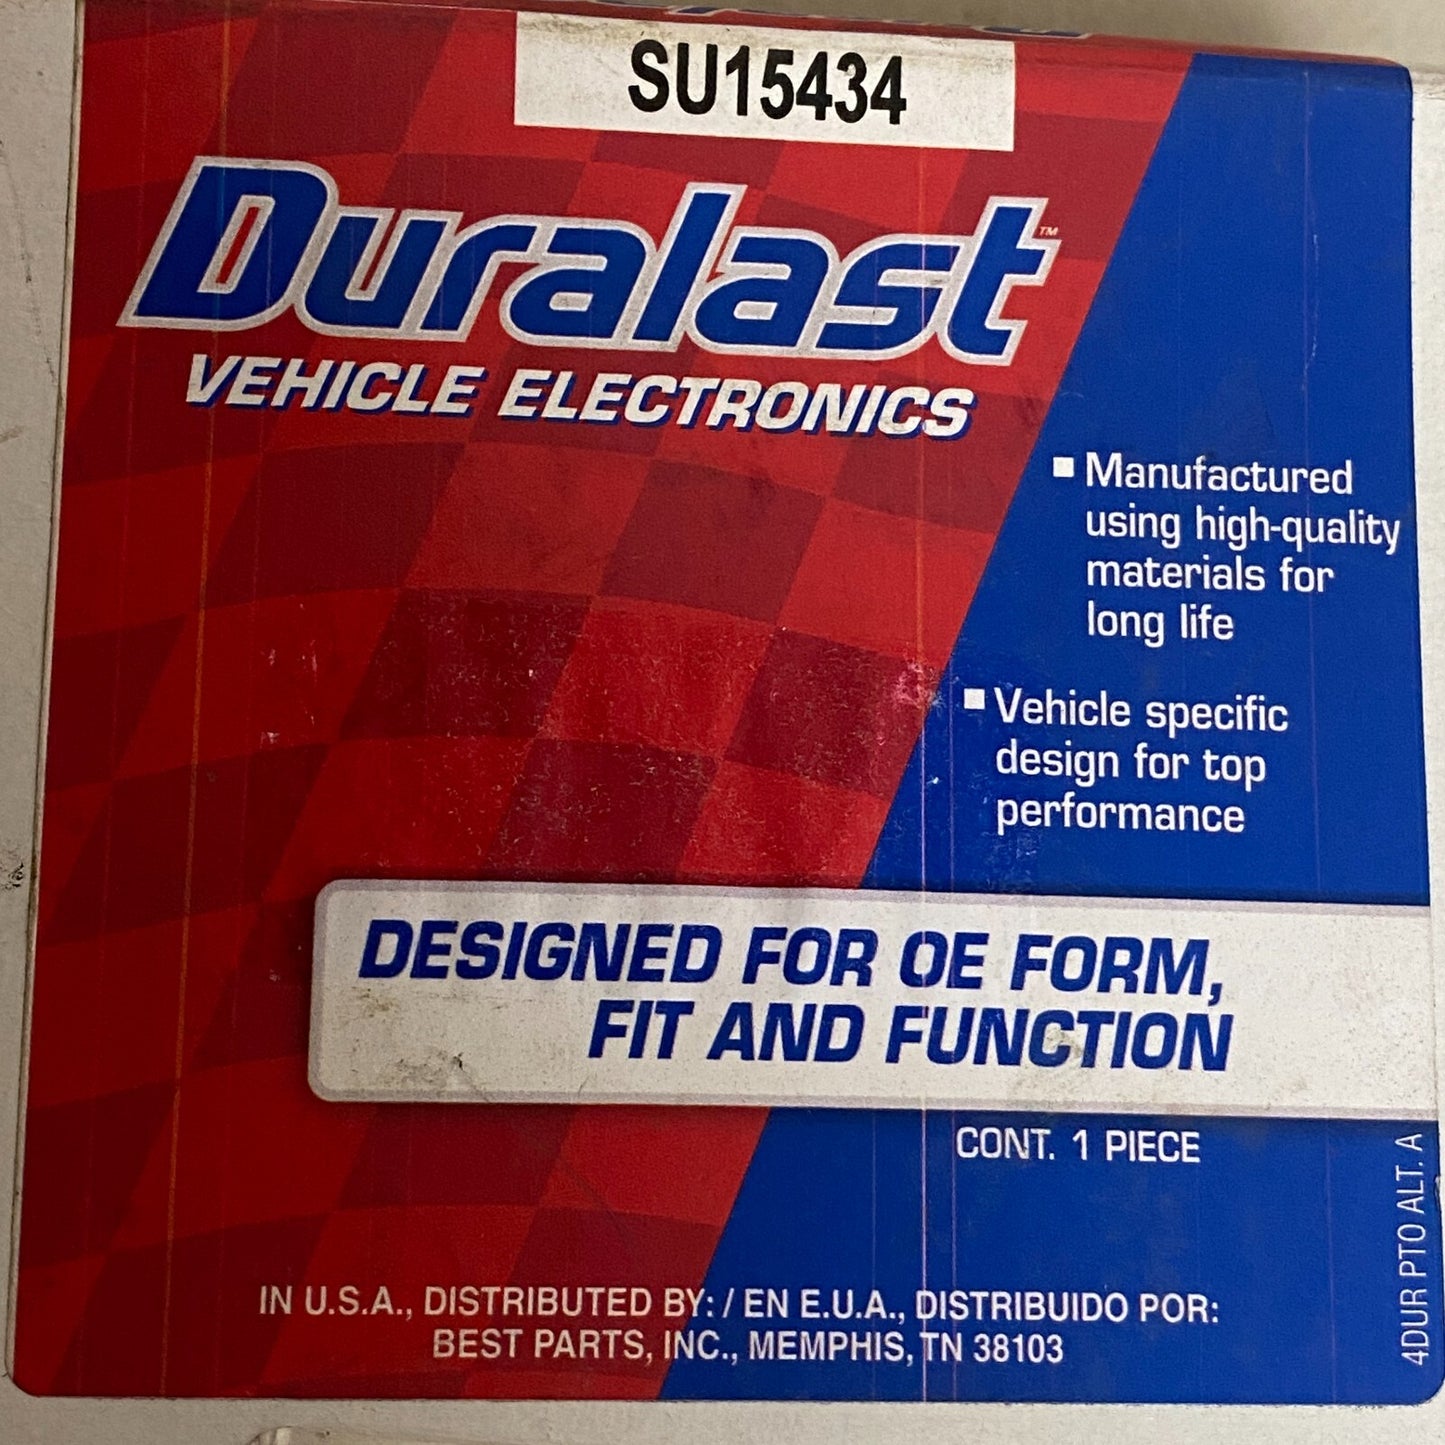 SU15434
Duralast™
VEHICLE ELECTRONICS
▪ Manufactured
using high-quality
materials for
long life
▪ Vehicle specific
design for top
performance
DESIGNED FOR OE FORM,
FIT AND FUNCTION
CONT. 1 PIECE
IN U.S.A., DISTRIBUTED BY: / EN E.U.A., DISTRIBUIDO POR:
BEST PARTS, INC., MEMPHIS, TN 38103
4DUR PTO ALT. A